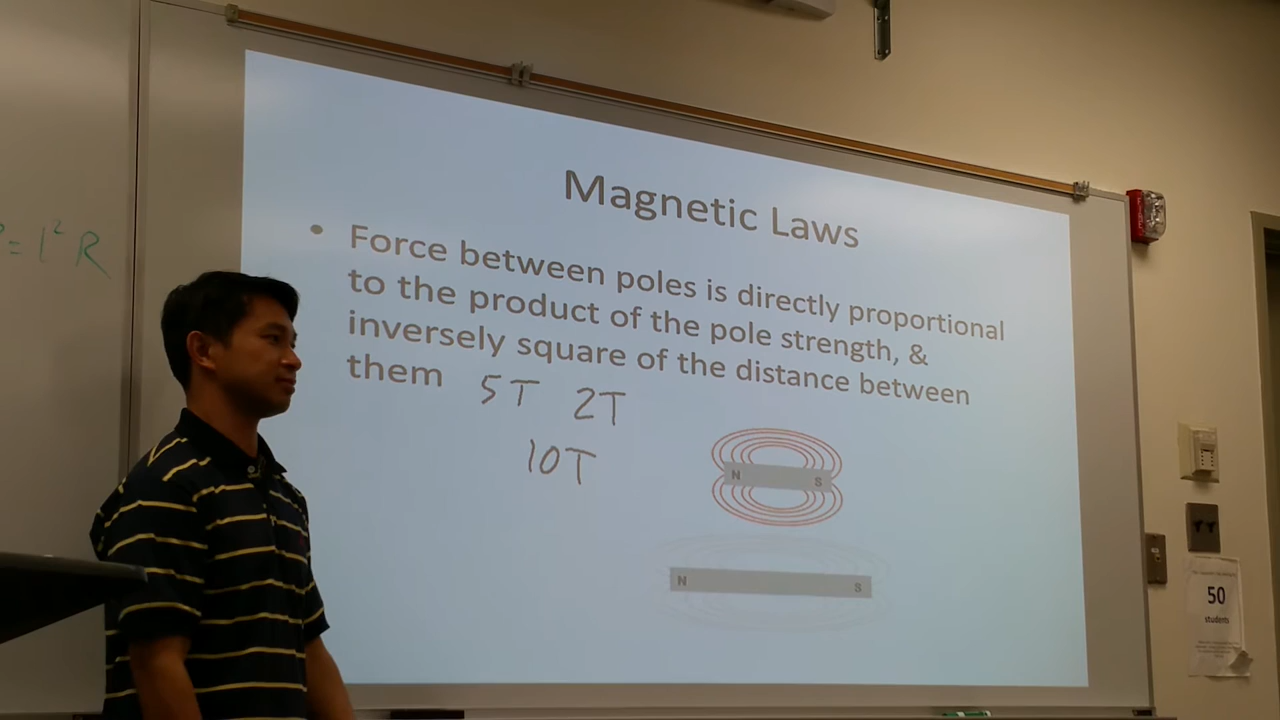 Magnetic Laws
• Force between poles is directly proportional
to the product of the pole strength, &
inversely square of the distance between
them 5T 2T
10T
=I² R
N S
N S
50
students